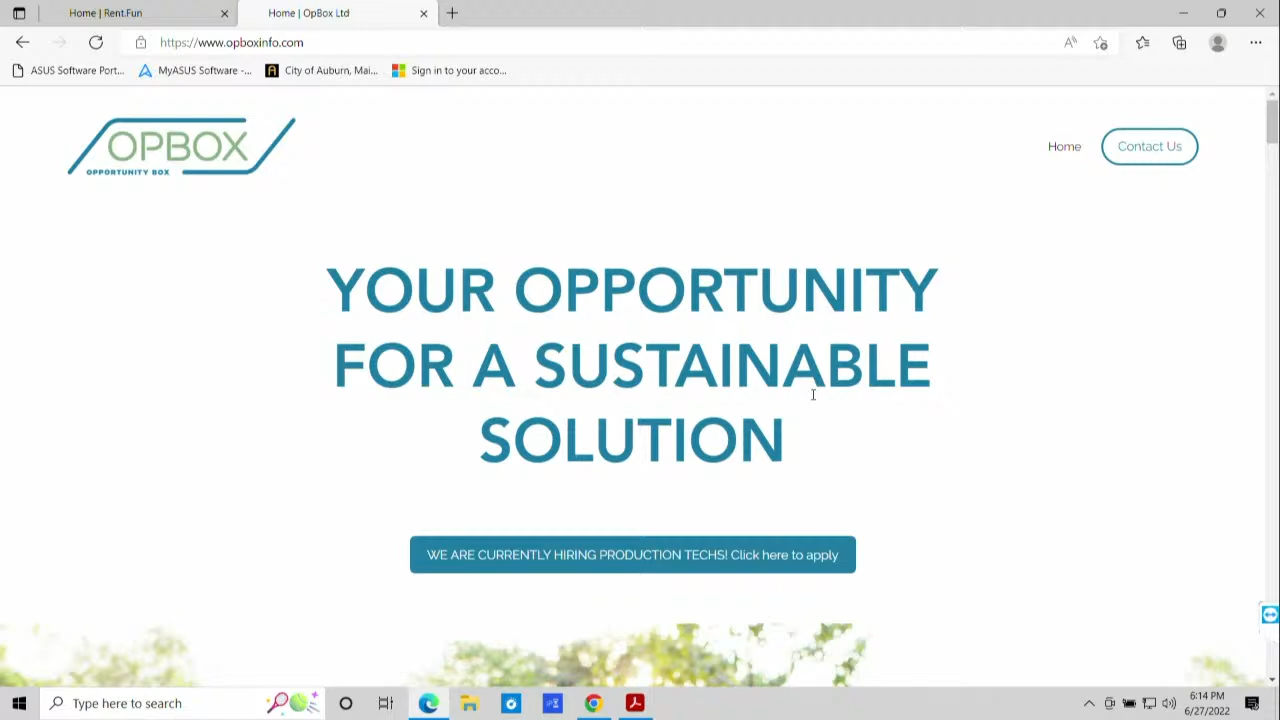 Home | Rent.Fun
Home | OpBox Ltd
https://www.opboxinfo.com
ASUS Software Port...
MyASUS Software -...
City of Auburn, Mai...
Sign in to your acco...
OPBOX
OPPORTUNITY BOX
Home
Contact Us
YOUR OPPORTUNITY
FOR A SUSTAINABLE
SOLUTION
WE ARE CURRENTLY HIRING PRODUCTION TECHS! Click here to apply
Type here to search
6:14 PM
6/27/2022